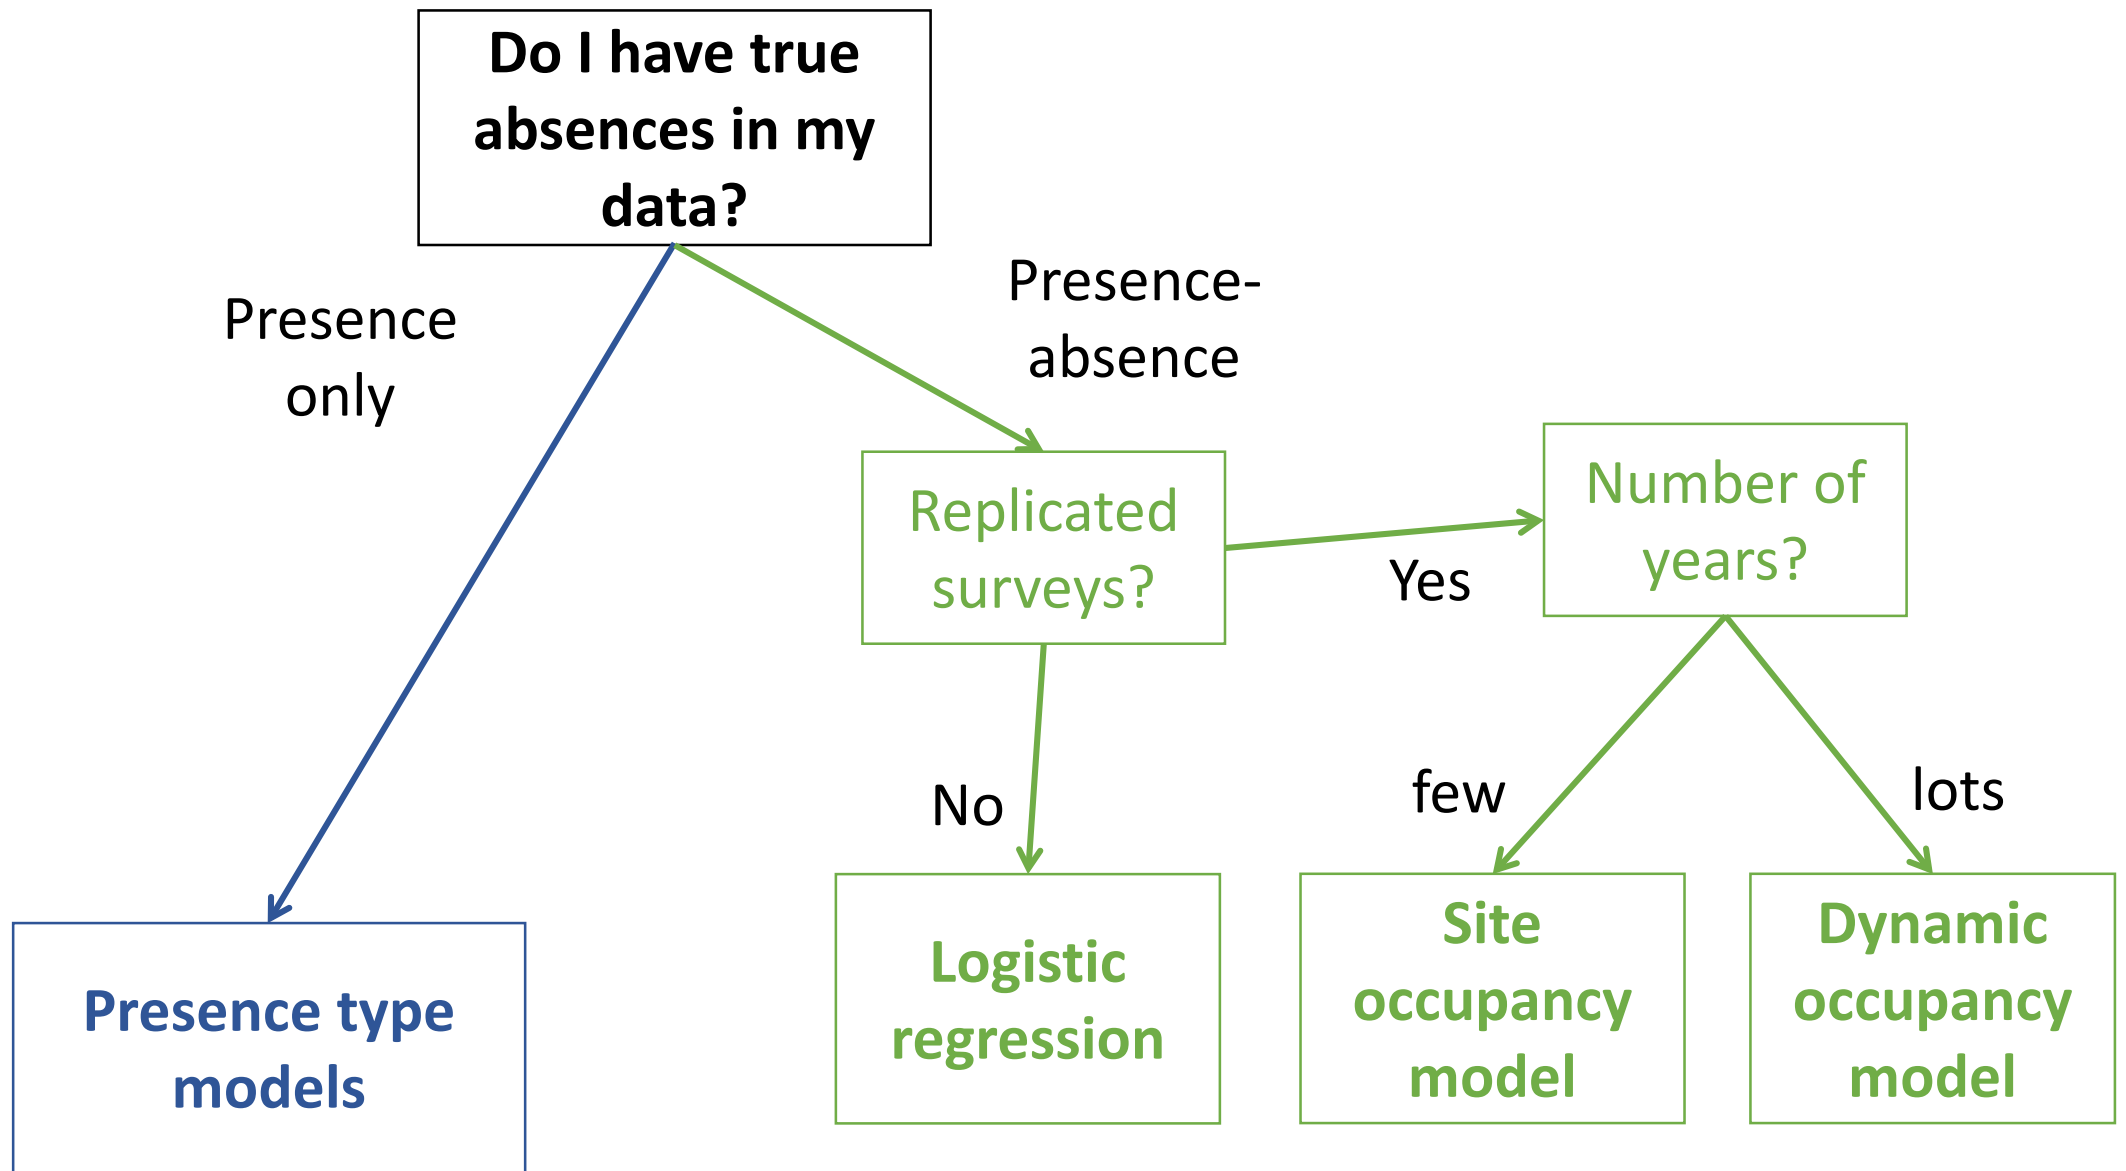 Do I have true
absences in my
data?
Presence
only
Presence-
absence
Replicated
surveys?
Yes
Number of
years?
No
few
lots
Presence type
models
Logistic
regression
Site
occupancy
model
Dynamic
occupancy
model